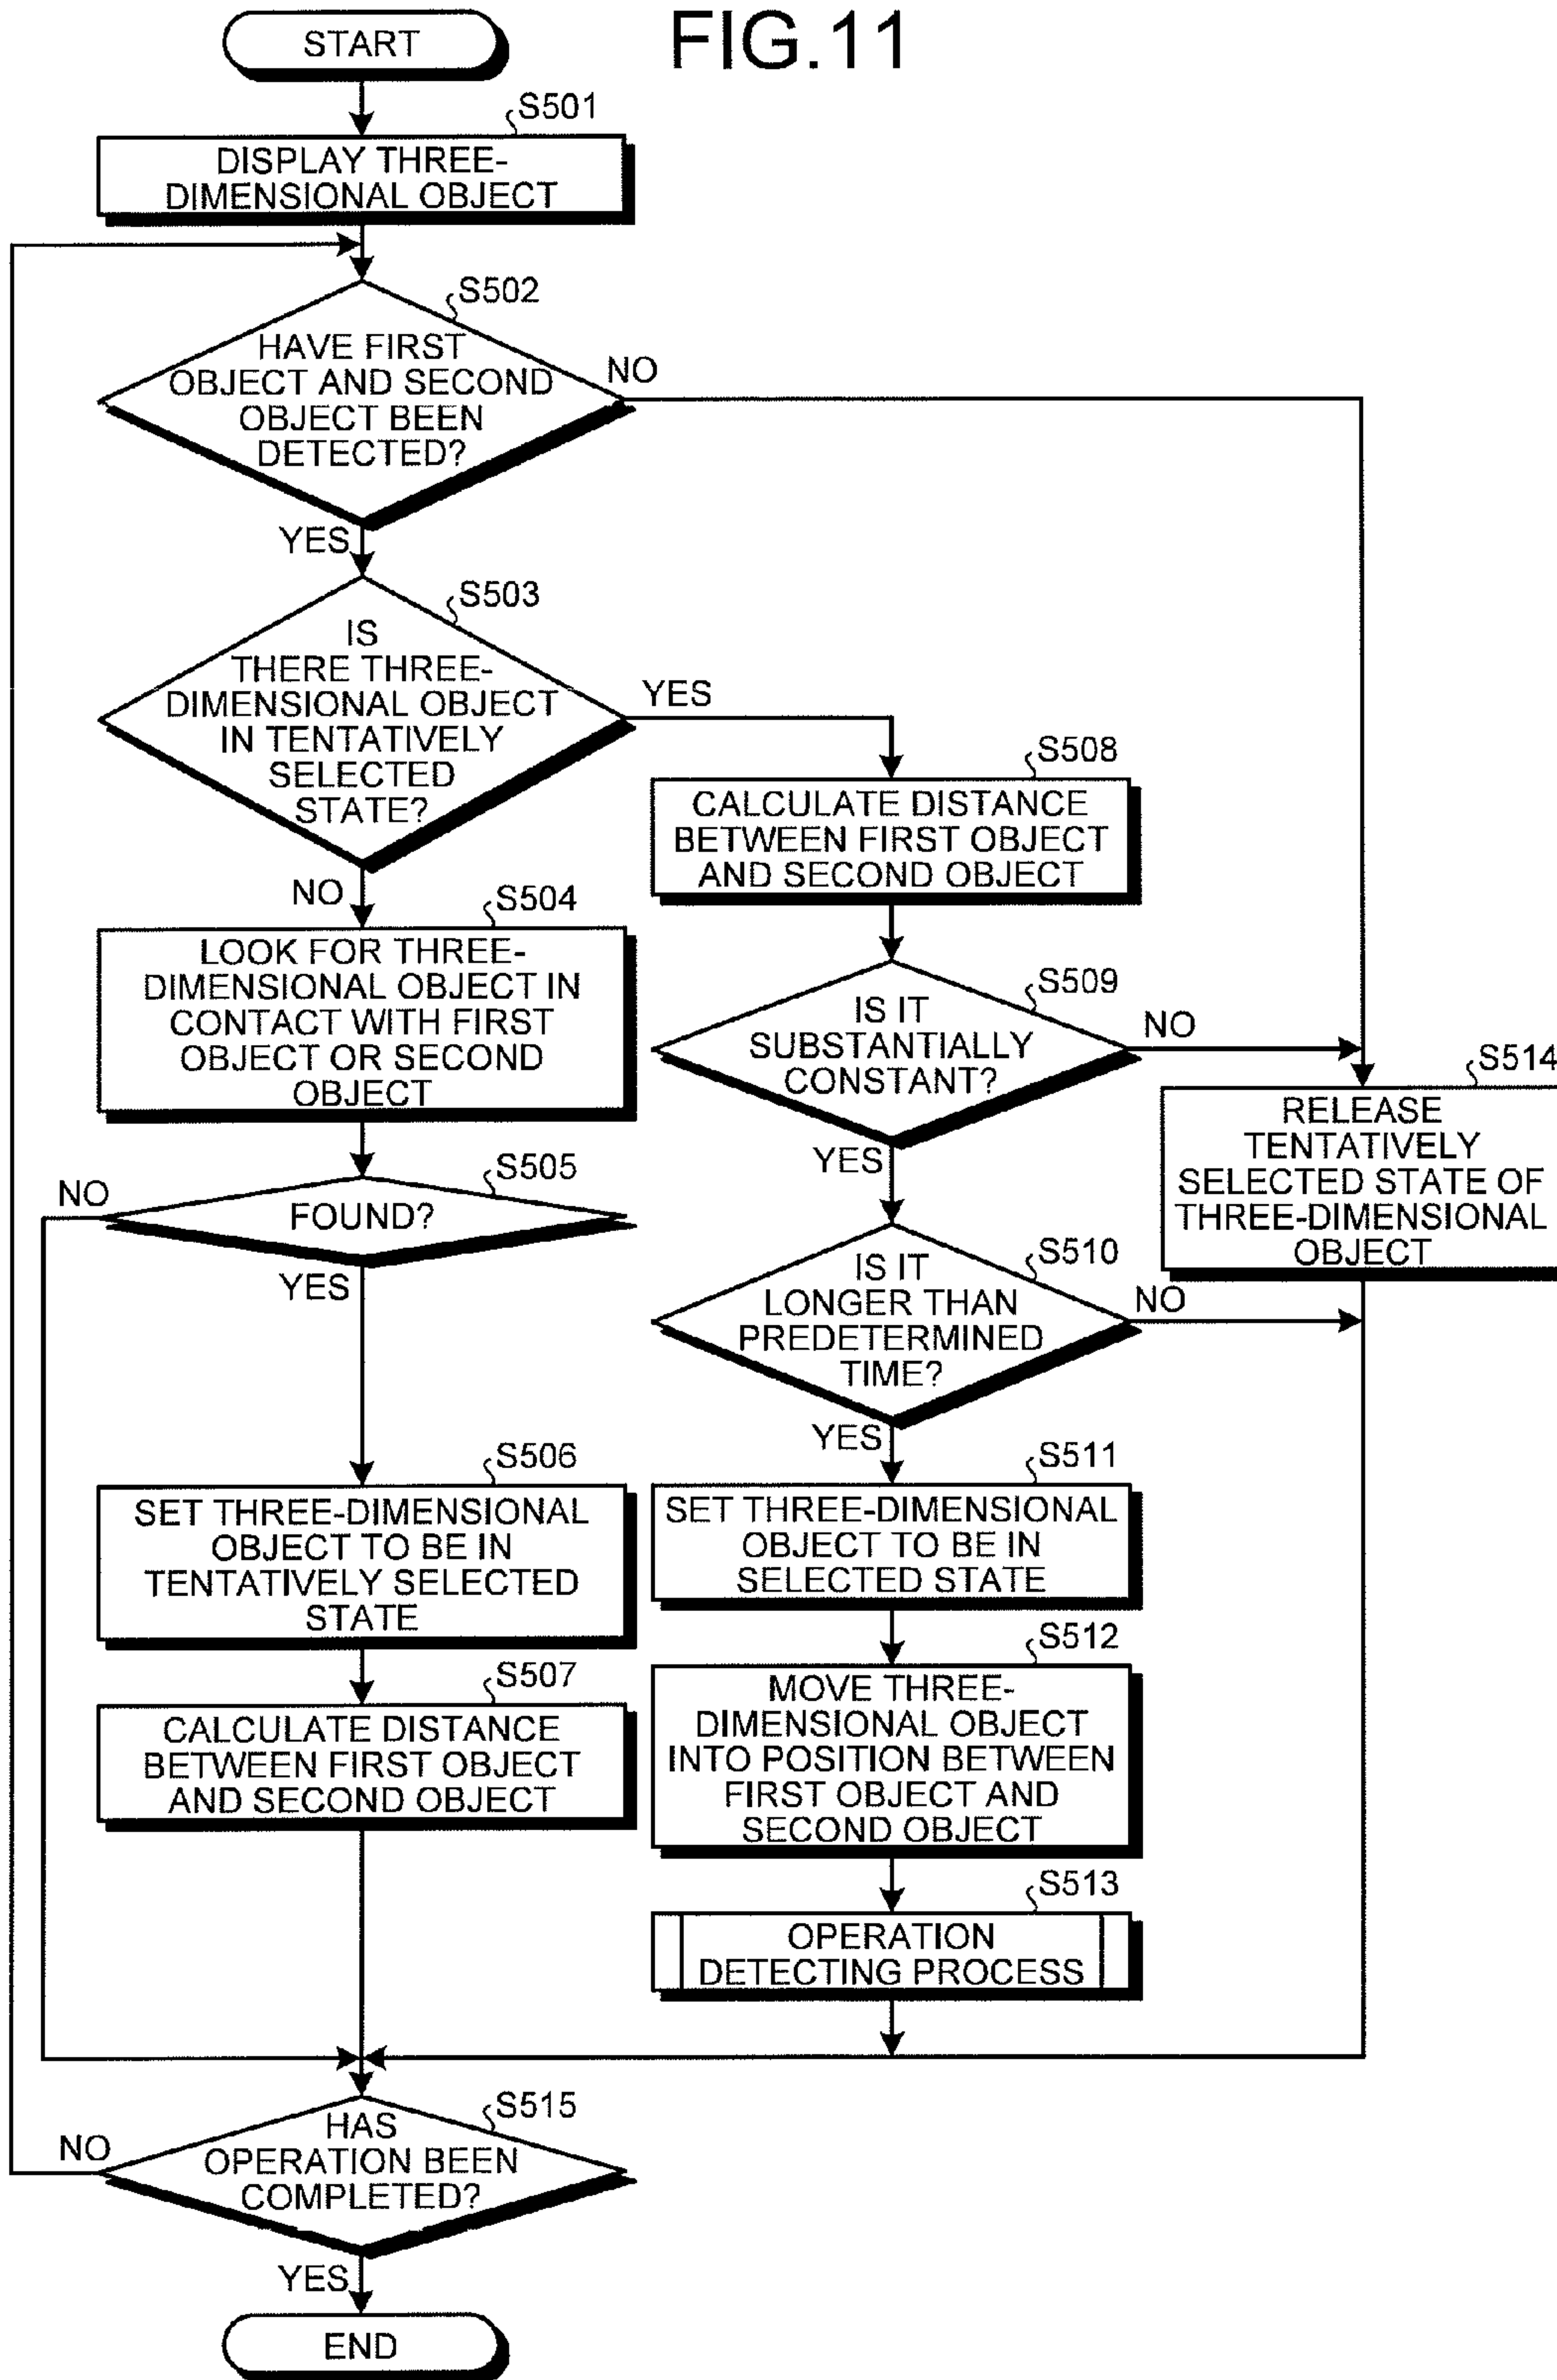 FIG.11
START
S501
DISPLAY THREE-
DIMENSIONAL OBJECT
S502
HAVE FIRST
OBJECT AND SECOND
OBJECT BEEN
DETECTED?
NO
YES
S503
IS
THERE THREE-
DIMENSIONAL OBJECT
IN TENTATIVELY
SELECTED
STATE?
YES
NO
S504
LOOK FOR THREE-
DIMENSIONAL OBJECT IN
CONTACT WITH FIRST
OBJECT OR SECOND
OBJECT
S505
NO
FOUND?
YES
S506
SET THREE-DIMENSIONAL
OBJECT TO BE IN
TENTATIVELY SELECTED
STATE
S507
CALCULATE DISTANCE
BETWEEN FIRST OBJECT
AND SECOND OBJECT
S508
CALCULATE DISTANCE
BETWEEN FIRST OBJECT
AND SECOND OBJECT
S509
IS IT
SUBSTANTIALLY
CONSTANT?
NO
YES
S510
IS IT
LONGER THAN
PREDETERMINED
TIME?
NO
YES
S511
SET THREE-DIMENSIONAL
OBJECT TO BE IN
SELECTED STATE
S512
MOVE THREE-
DIMENSIONAL OBJECT
INTO POSITION BETWEEN
FIRST OBJECT AND
SECOND OBJECT
S513
OPERATION
DETECTING PROCESS
S514
RELEASE
TENTATIVELY
SELECTED STATE OF
THREE-DIMENSIONAL
OBJECT
S515
HAS
OPERATION BEEN
COMPLETED?
NO
YES
END